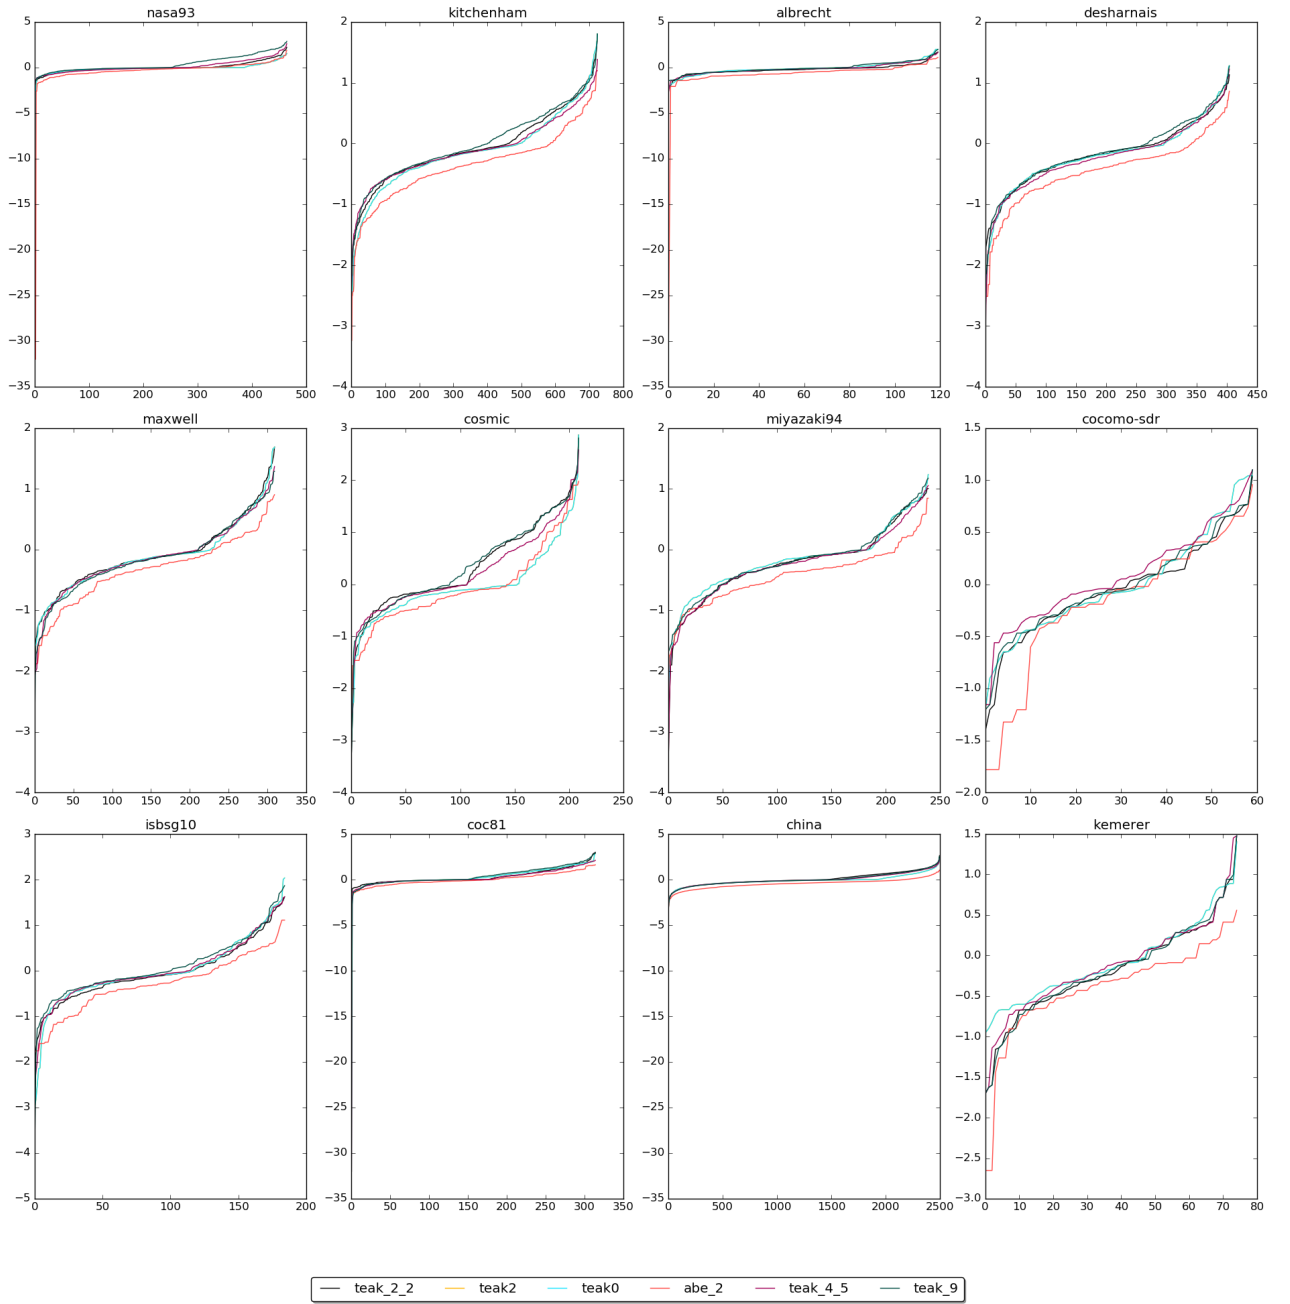 nasa93 kitchenham albrecht desharnais
5 2 5 2
0 1 0 1
−5 0 −5 0
−10 −1 −10 −1
−15 −2 −15 −2
−20 −3 −20 −3
−25 −4 −25 −4
−30 −30
−35 −35
0 100 200 300 400 500 0 100 200 300 400 500 600 700 800 0 20 40 60 80 100 120 0 50 100 150 200 250 300 350 400 450
maxwell cosmic miyazaki94 cocomo-sdr
2 3 2 1.5
1 2 1 1.0
0 1 0 0.5
−1 0 −1 0.0
−2 −1 −2 −0.5
−3 −2 −3 −1.0
−4 −3 −4 −1.5
−4 −2.0
0 50 100 150 200 250 300 350 0 50 100 150 200 250 0 50 100 150 200 250 0 10 20 30 40 50 60
isbsg10 coc81 china kemerer
3 5 5 1.5
2 0 0 1.0
1 −5 −5 0.5
0 −10 −10 0.0
−1 −15 −15 −0.5
−2 −20 −20 −1.0
−3 −25 −25 −1.5
−4 −30 −30 −2.0
−5 −35 −35 −2.5
−3.0
0 50 100 150 200 0 50 100 150 200 250 300 350 0 500 1000 1500 2000 2500 0 10 20 30 40 50 60 70 80
teak_2_2 teak2 teak0 abe_2 teak_4_5 teak_9